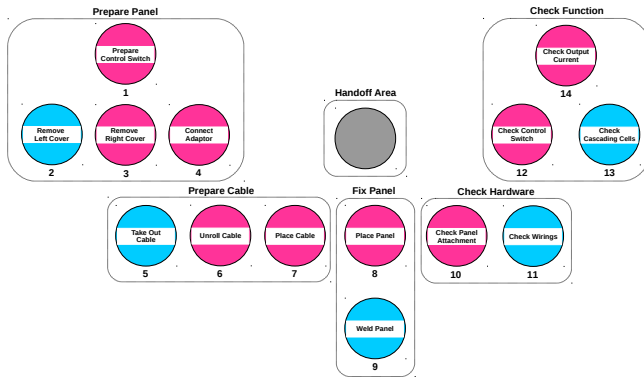 Prepare Panel
Check Function
Prepare
Control Switch
1
Check Output
Current
14
Handoff Area
Remove
Left Cover
2
Remove
Right Cover
3
Connect
Adaptor
4
Check Control
Switch
12
Check
Cascading Cells
13
Prepare Cable
Fix Panel
Check Hardware
Take Out
Cable
5
Unroll Cable
6
Place Cable
7
Place Panel
8
Check Panel
Attachment
10
Check Wirings
11
Weld Panel
9